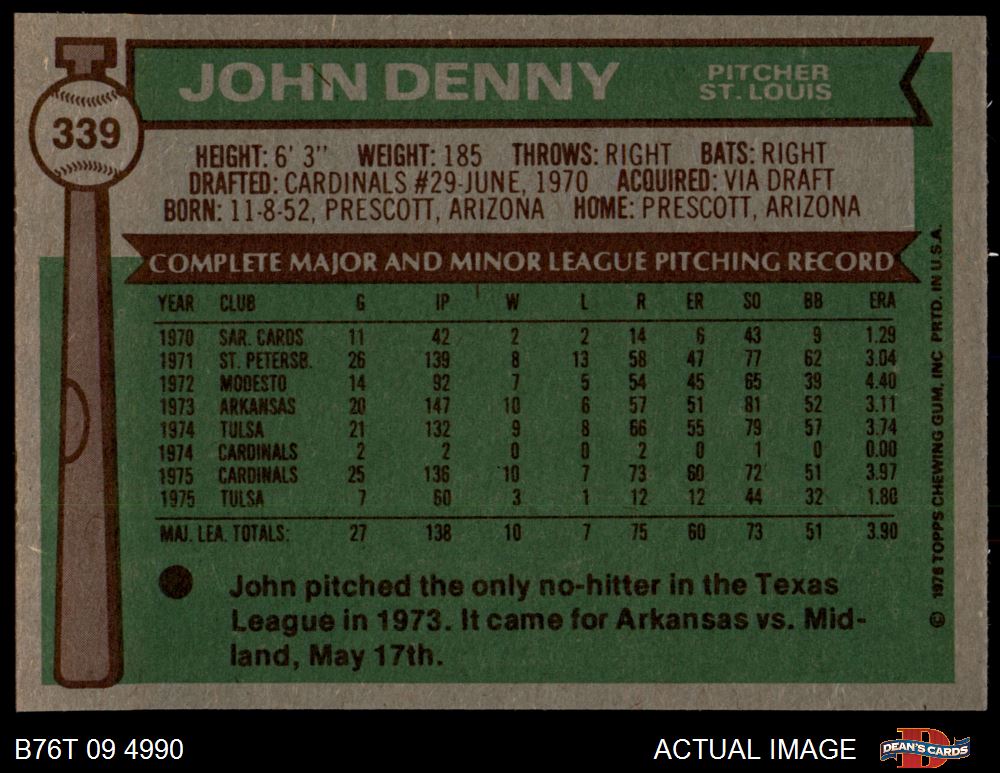 JOHN DENNY
PITCHER
ST. LOUIS
339
HEIGHT: 6' 3" WEIGHT: 185 THROWS: RIGHT BATS: RIGHT
DRAFTED: CARDINALS #29-JUNE, 1970 ACQUIRED: VIA DRAFT
BORN: 11-8-52, PRESCOTT, ARIZONA HOME: PRESCOTT, ARIZONA
COMPLETE MAJOR AND MINOR LEAGUE PITCHING RECORD
YEAR CLUB G IP W L R ER SO BB ERA
1970 SAR. CARDS 11 42 2 2 14 6 43 9 1.29
1971 ST. PETERSB. 26 139 8 13 58 47 77 62 3.04
1972 MODESTO 14 92 7 5 54 45 65 39 4.40
1973 ARKANSAS 20 147 10 6 57 51 81 52 3.11
1974 TULSA 21 132 9 8 66 55 79 57 3.74
1974 CARDINALS 2 2 0 0 2 0 1 0 0.00
1975 CARDINALS 25 136 10 7 73 60 72 51 3.97
1975 TULSA 7 60 3 1 12 12 44 32 1.80
MAJ. LEA. TOTALS: 27 138 10 7 75 60 73 51 3.90
John pitched the only no-hitter in the Texas
League in 1973. It came for Arkansas vs. Mid-
land, May 17th.
© 1976 TOPPS CHEWING GUM, INC PRTD. IN U.S.A.
B76T 09 4990
ACTUAL IMAGE
DEAN'S CARDS